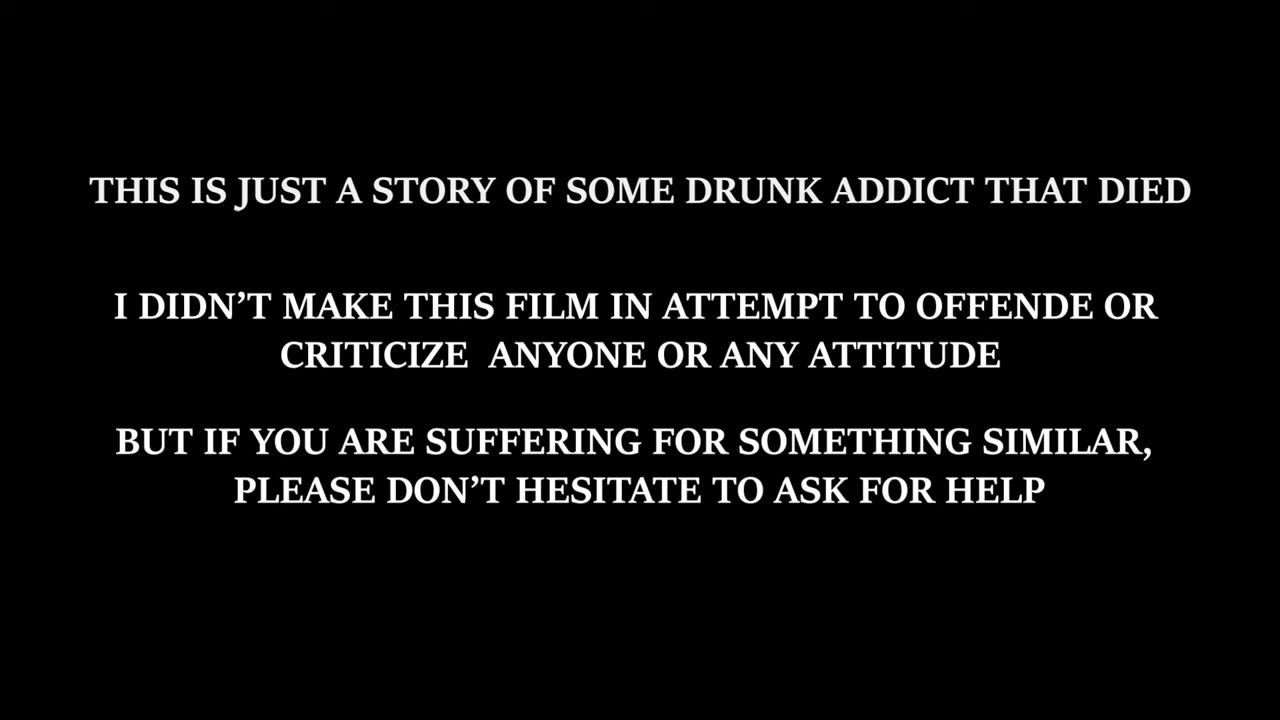 THIS IS JUST A STORY OF SOME DRUNK ADDICT THAT DIED
I DIDN’T MAKE THIS FILM IN ATTEMPT TO OFFENDE OR
CRITICIZE  ANYONE OR ANY ATTITUDE
BUT IF YOU ARE SUFFERING FOR SOMETHING SIMILAR,
PLEASE DON’T HESITATE TO ASK FOR HELP